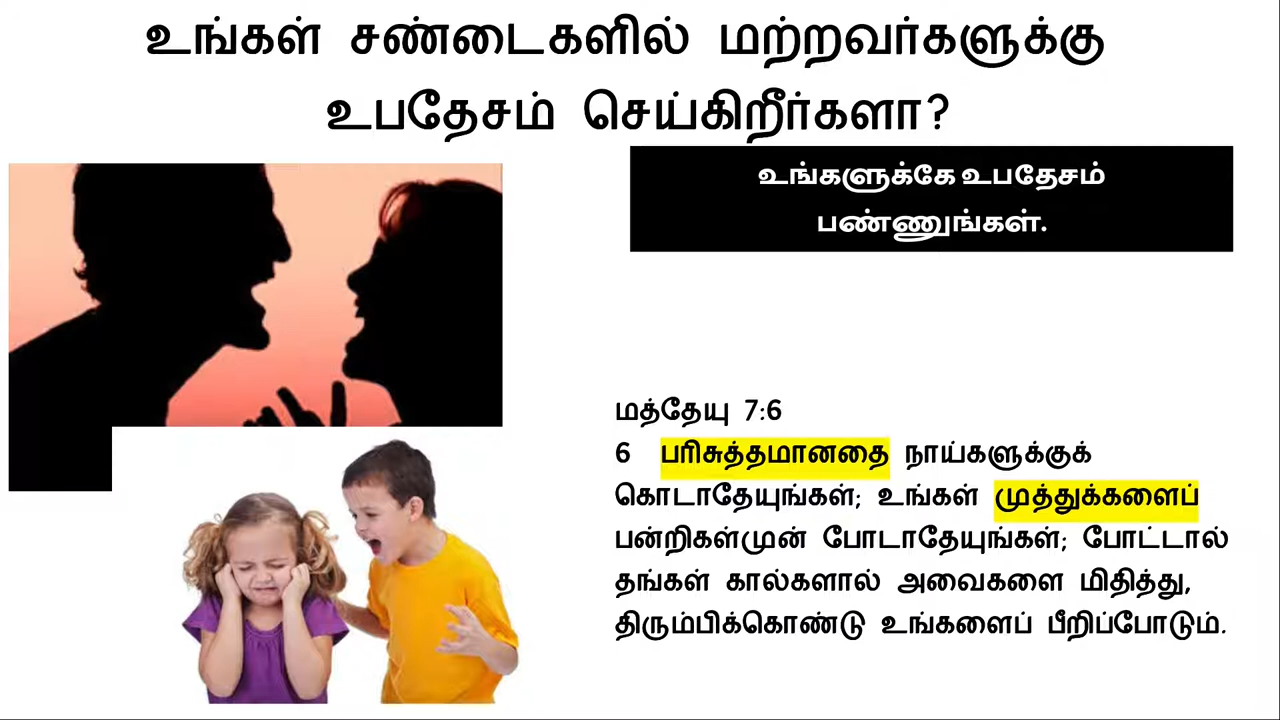 உங்கள் சண்டைகளில் மற்றவர்களுக்கு
உபதேசம் செய்கிறீர்களா?
உங்களுக்கே உபதேசம்
பண்ணுங்கள்.
மத்தேயு 7:6
6 பரிசுத்தமானதை நாய்களுக்குக்
கொடாதேயுங்கள்; உங்கள் முத்துக்களைப்
பன்றிகள்முன் போடாதேயுங்கள்; போட்டால்
தங்கள் கால்களால் அவைகளை மிதித்து,
திரும்பிக்கொண்டு உங்களைப் பீறிப்போடும்.